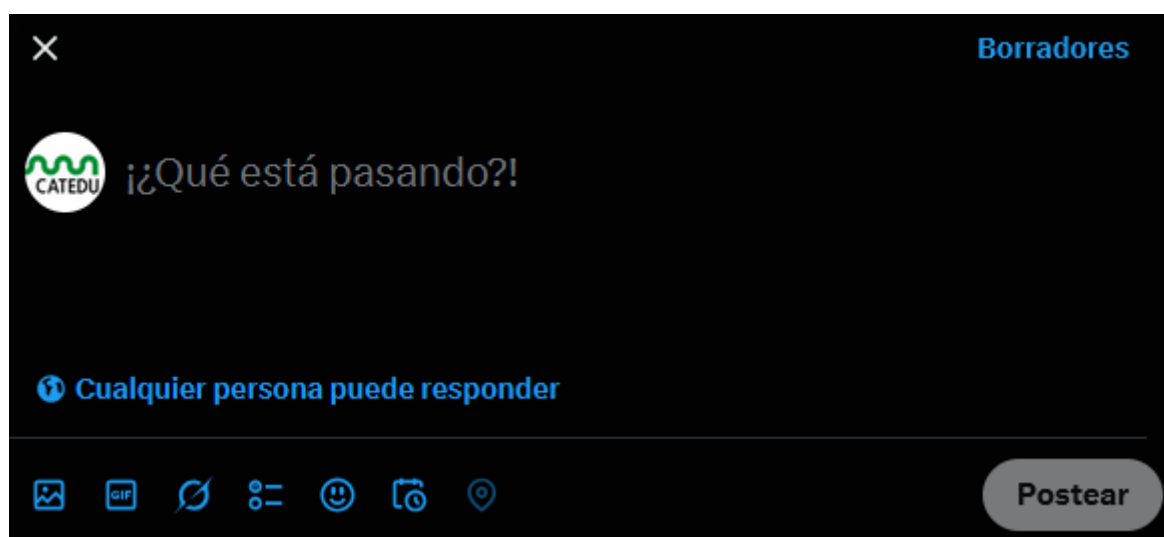 Borradores
CATEDU
¡¿Qué está pasando?!
Cualquier persona puede responder
GIF
Postear